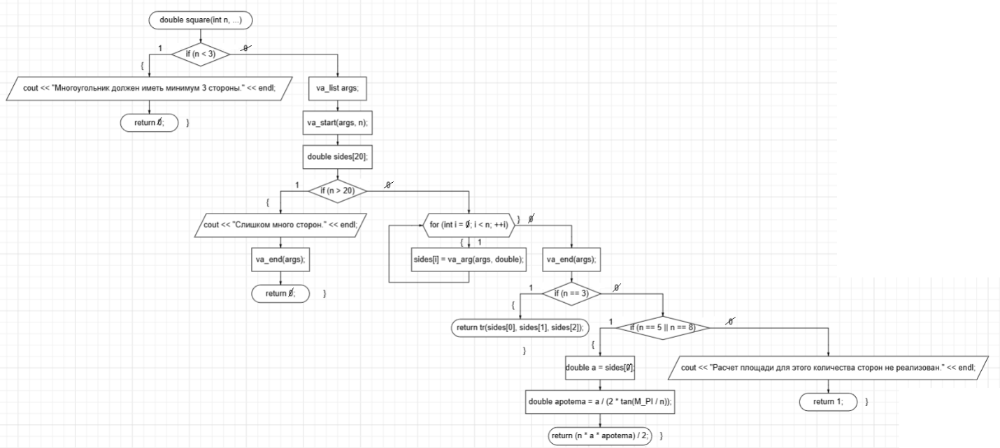 double square(int n, ...)
1
if (n < 3)
0
{
cout << "Многоугольник должен иметь минимум 3 стороны." << endl;
va_list args;
return 0;
}
va_start(args, n);
double sides[20];
1
if (n > 20)
0
{
cout << "Слишком много сторон." << endl;
for (int i = 0; i < n; ++i)
}
0
{
1
va_end(args);
sides[i] = va_arg(args, double);
va_end(args);
return 0;
}
1
if (n == 3)
0
{
return tr(sides[0], sides[1], sides[2]);
}
1
if (n == 5 || n == 8)
0
{
double a = sides[0];
cout << "Расчет площади для этого количества сторон не реализован." << endl;
double apotema = a / (2 * tan(M_PI / n));
return 1;
}
return (n * a * apotema) / 2;
}